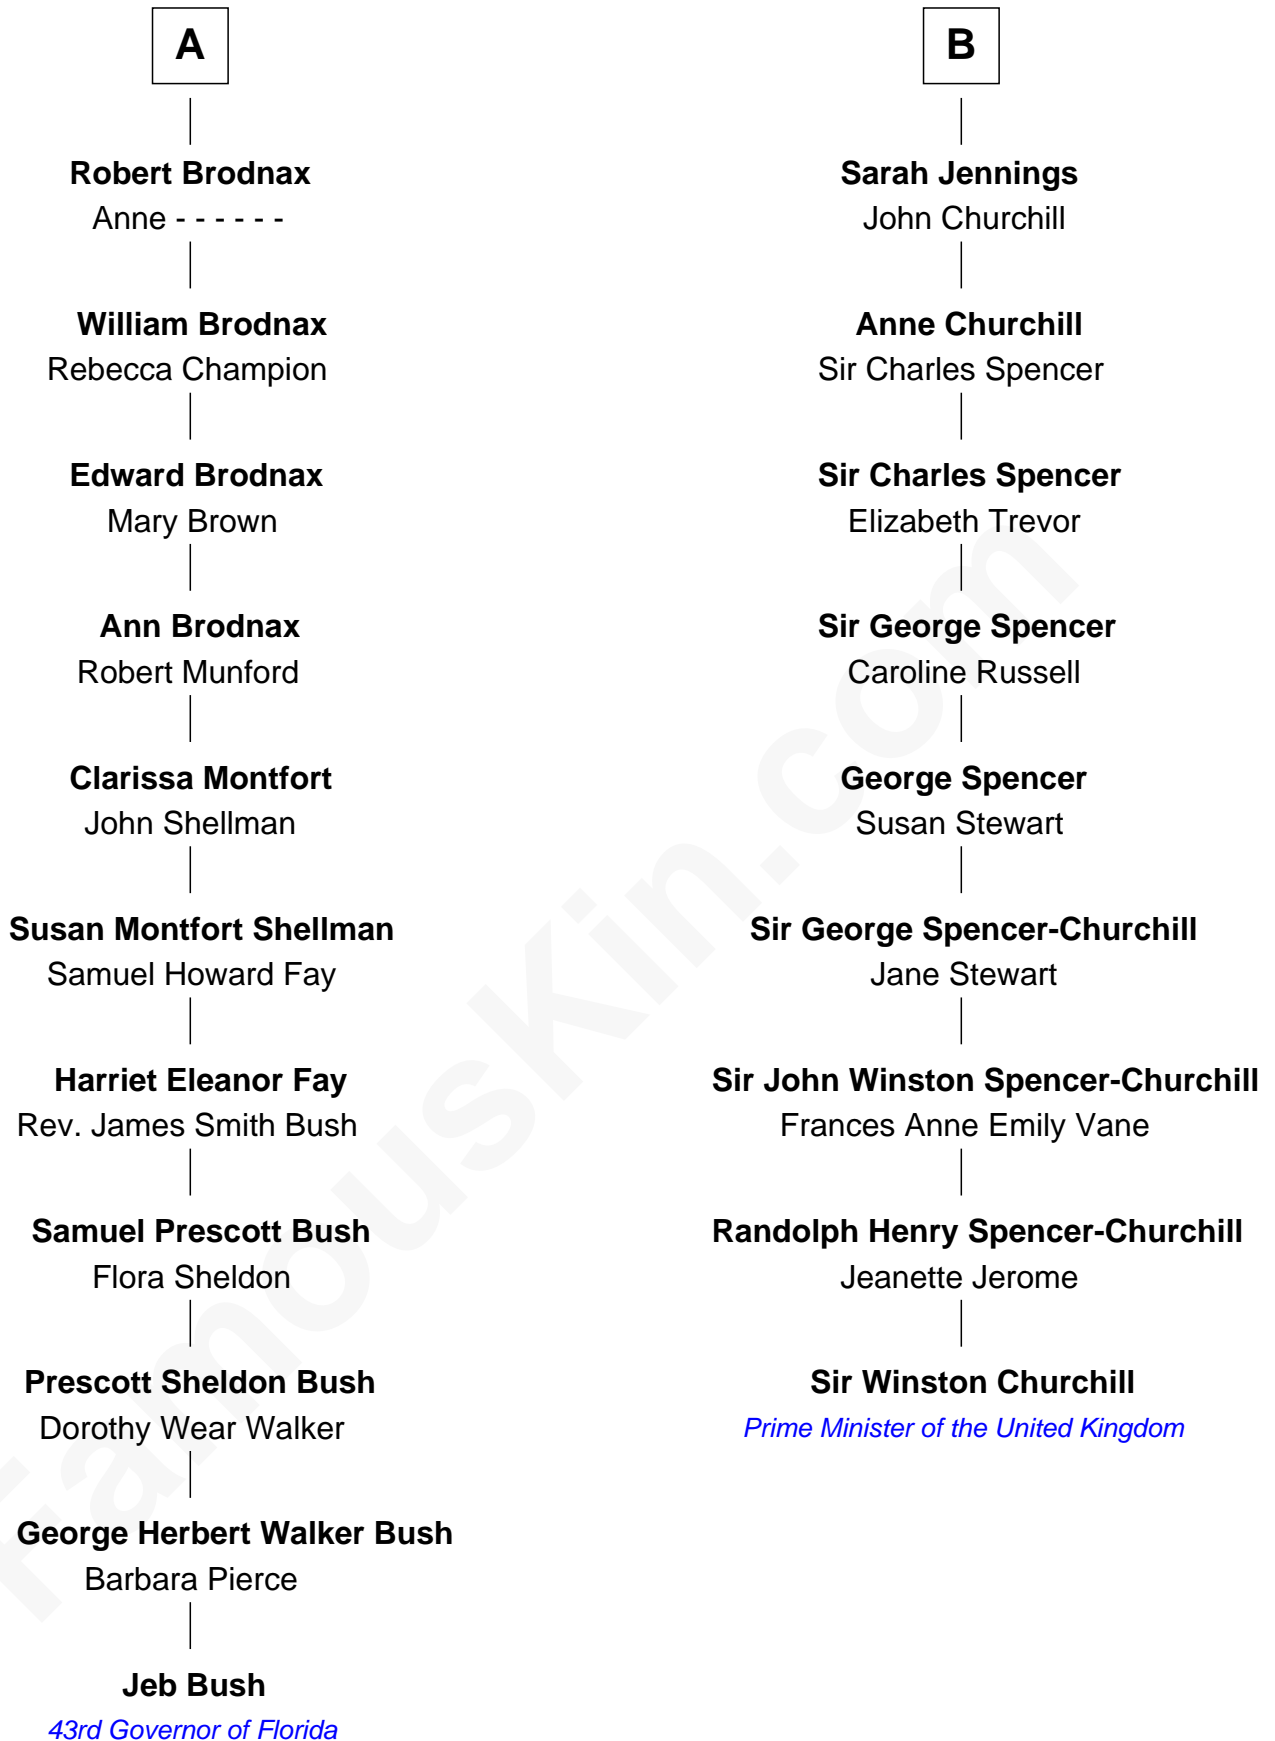 A
Robert Brodnax
Anne - - - - - -
William Brodnax
Rebecca Champion
Edward Brodnax
Mary Brown
Ann Brodnax
Robert Munford
Clarissa Montfort
John Shellman
Susan Montfort Shellman
Samuel Howard Fay
Harriet Eleanor Fay
Rev. James Smith Bush
Samuel Prescott Bush
Flora Sheldon
Prescott Sheldon Bush
Dorothy Wear Walker
George Herbert Walker Bush
Barbara Pierce
Jeb Bush
43rd Governor of Florida
B
Sarah Jennings
John Churchill
Anne Churchill
Sir Charles Spencer
Sir Charles Spencer
Elizabeth Trevor
Sir George Spencer
Caroline Russell
George Spencer
Susan Stewart
Sir George Spencer-Churchill
Jane Stewart
Sir John Winston Spencer-Churchill
Frances Anne Emily Vane
Randolph Henry Spencer-Churchill
Jeanette Jerome
Sir Winston Churchill
Prime Minister of the United Kingdom
FamousKin.com